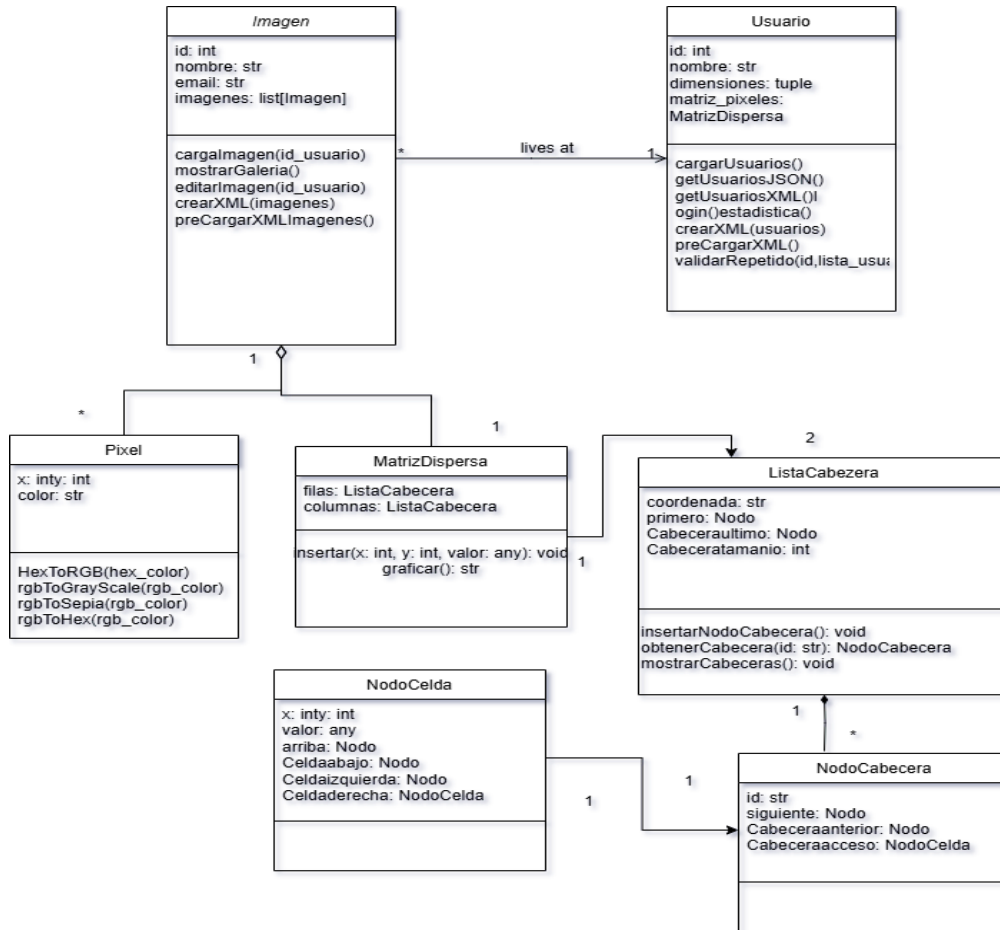 Imagen
id: int
nombre: str
email: str
imagenes: list[Imagen]
cargaImagen(id_usuario)
mostrarGaleria()
editarImagen(id_usuario)
crearXML(imagenes)
preCargarXMLImagenes()
Usuario
id: int
nombre: str
dimensiones: tuple
matriz_pixeles:
MatrizDispersa
cargarUsuarios()
getUsuariosJSON()
getUsuariosXML()l
ogin()estadistica()
crearXML(usuarios)
preCargarXML()
validarRepetido(id,lista_usua
*
lives at
1
1
*
1
Pixel
x: inty: int
color: str
HexToRGB(hex_color)
rgbToGrayScale(rgb_color)
rgbToSepia(rgb_color)
rgbToHex(rgb_color)
MatrizDispersa
filas: ListaCabecera
columnas: ListaCabecera
insertar(x: int, y: int, valor: any): void
graficar(): str
1
2
ListaCabezera
coordenada: str
primero: Nodo
Cabeceraultimo: Nodo
Cabeceratamanio: int
insertarNodoCabecera(): void
obtenerCabecera(id: str): NodoCabecera
mostrarCabeceras(): void
1
*
NodoCelda
x: inty: int
valor: any
arriba: Nodo
Celdaabajo: Nodo
Celdaizquierda: Nodo
Celdaderecha: NodoCelda
1
1
NodoCabecera
id: str
siguiente: Nodo
Cabeceraanterior: Nodo
Cabeceraacceso: NodoCelda